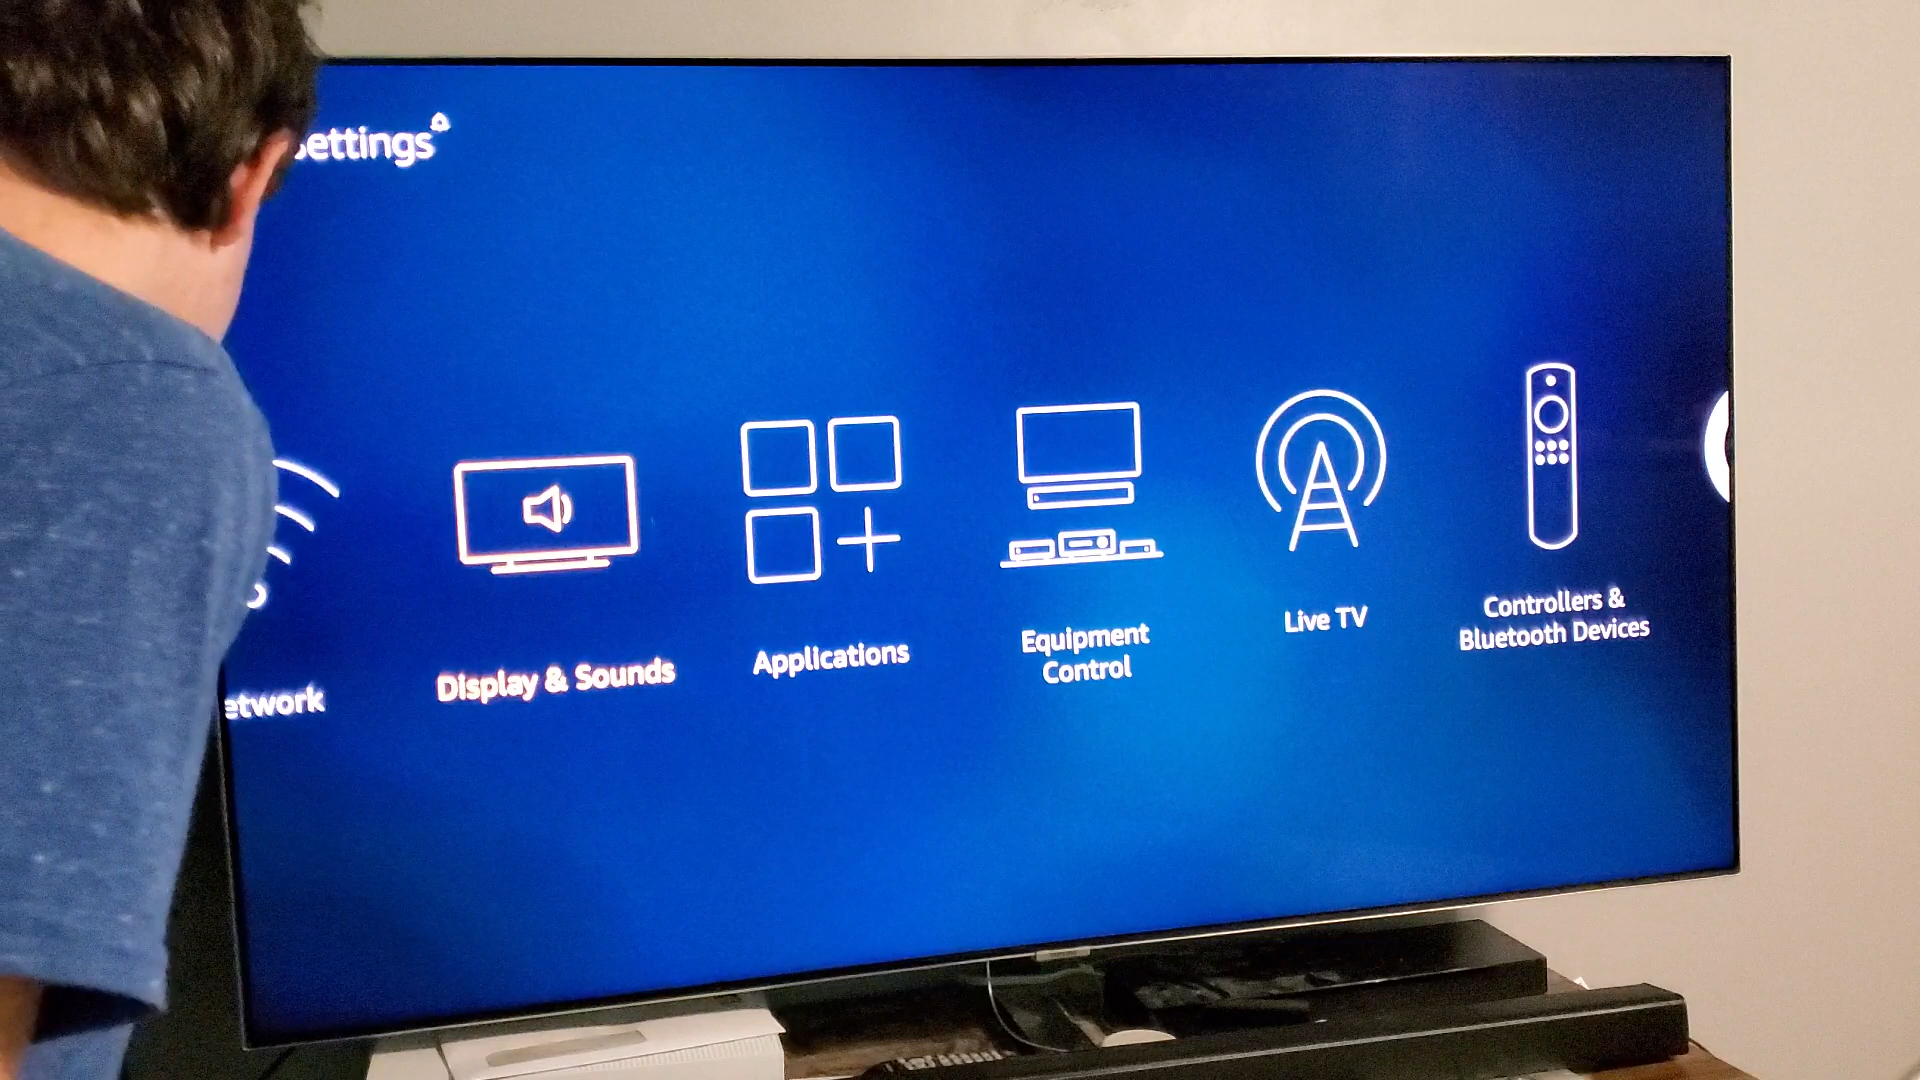 ettings
etwork
Display & Sounds
Applications
Equipment
Control
Live TV
Controllers &
Bluetooth Devices